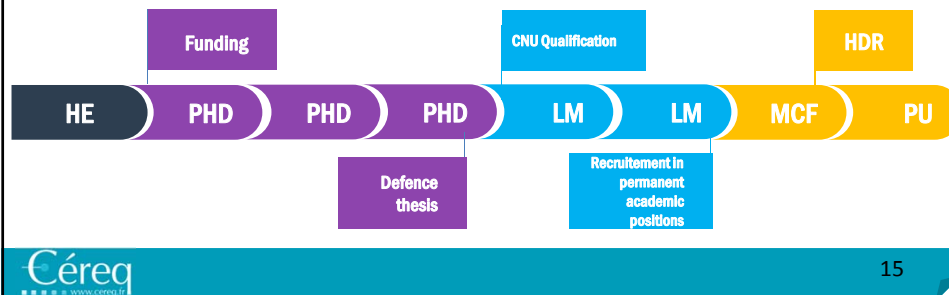 Funding
CNU Qualification
HDR
HE PHD PHD PHD LM LM MCF PU
Defence
thesis
Recruitement in
permanent
academic
positions
Céreq
www.cereq.fr
15